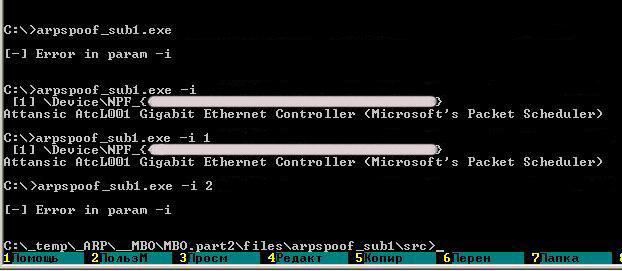 C:\>arpspoof_sub1.exe
[-] Error in param -i
C:\>arpspoof_sub1.exe -i
[1] \Device\NPF_{ }
Attansic AtcL001 Gigabit Ethernet Controller (Microsoft's Packet Scheduler)
C:\>arpspoof_sub1.exe -i 1
[1] \Device\NPF_{ }
Attansic AtcL001 Gigabit Ethernet Controller (Microsoft's Packet Scheduler)
C:\>arpspoof_sub1.exe -i 2
[-] Error in param -i
C:\_temp\_ARP\__MBO\MBO.part2\files\arpspoof_sub1\src>_
1Помощь 2ПользМ 3Просм 4Редакт 5Копир 6Перен 7Папка 8